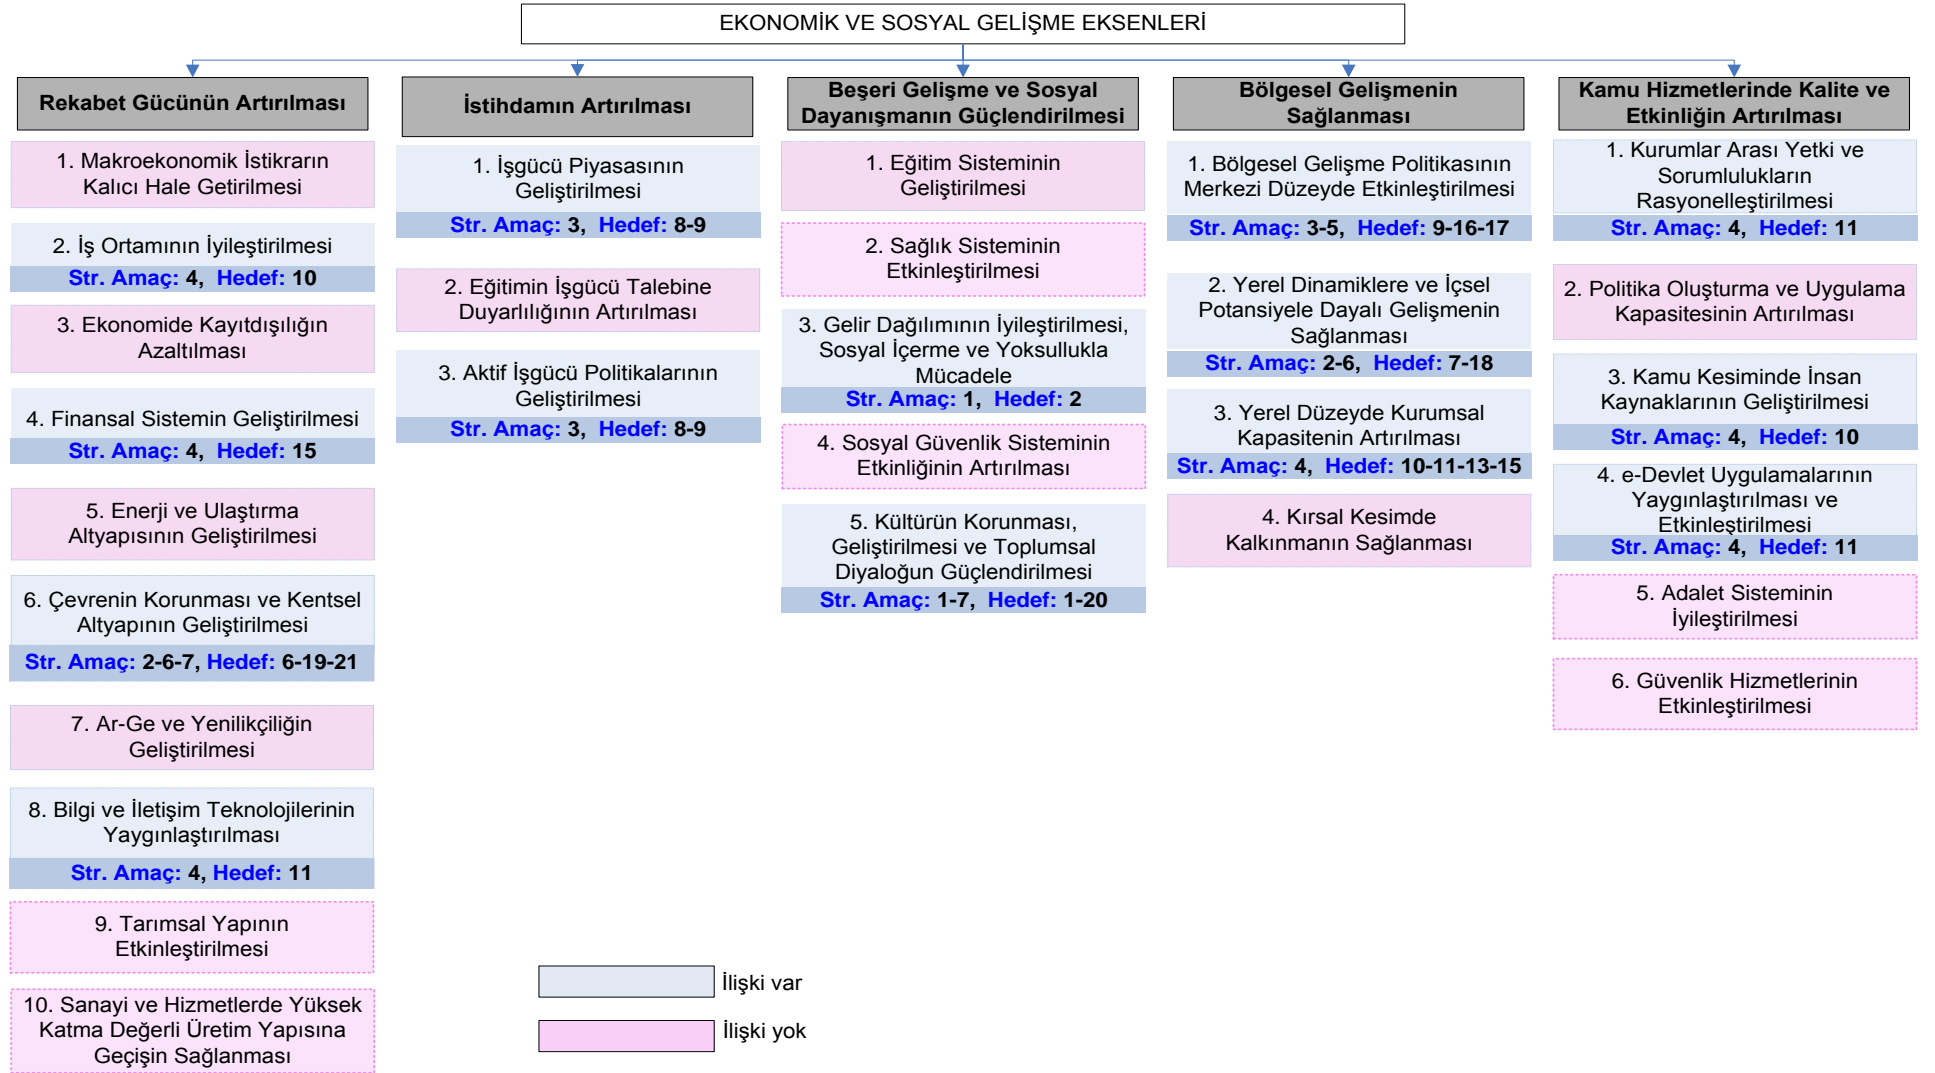 EKONOMİK VE SOSYAL GELİŞME EKSENLERİ
Rekabet Gücünün Artırılması
1. Makroekonomik İstikrarın
Kalıcı Hale Getirilmesi
2. İş Ortamının İyileştirilmesi
Str. Amaç: 4, Hedef: 10
3. Ekonomide Kayıtdışılığın
Azaltılması
4. Finansal Sistemin Geliştirilmesi
Str. Amaç: 4, Hedef: 15
5. Enerji ve Ulaştırma
Altyapısının Geliştirilmesi
6. Çevrenin Korunması ve Kentsel
Altyapının Geliştirilmesi
Str. Amaç: 2-6-7, Hedef: 6-19-21
7. Ar-Ge ve Yenilikçiliğin
Geliştirilmesi
8. Bilgi ve İletişim Teknolojilerinin
Yaygınlaştırılması
Str. Amaç: 4, Hedef: 11
9. Tarımsal Yapının
Etkinleştirilmesi
10. Sanayi ve Hizmetlerde Yüksek
Katma Değerli Üretim Yapısına
Geçişin Sağlanması
İstihdamın Artırılması
1. İşgücü Piyasasının
Geliştirilmesi
Str. Amaç: 3, Hedef: 8-9
2. Eğitimin İşgücü Talebine
Duyarlılığının Artırılması
3. Aktif İşgücü Politikalarının
Geliştirilmesi
Str. Amaç: 3, Hedef: 8-9
Beşeri Gelişme ve Sosyal
Dayanışmanın Güçlendirilmesi
1. Eğitim Sisteminin
Geliştirilmesi
2. Sağlık Sisteminin
Etkinleştirilmesi
3. Gelir Dağılımının İyileştirilmesi,
Sosyal İçerme ve Yoksullukla
Mücadele
Str. Amaç: 1, Hedef: 2
4. Sosyal Güvenlik Sisteminin
Etkinliğinin Artırılması
5. Kültürün Korunması,
Geliştirilmesi ve Toplumsal
Diyaloğun Güçlendirilmesi
Str. Amaç: 1-7, Hedef: 1-20
Bölgesel Gelişmenin
Sağlanması
1. Bölgesel Gelişme Politikasının
Merkezi Düzeyde Etkinleştirilmesi
Str. Amaç: 3-5, Hedef: 9-16-17
2. Yerel Dinamiklere ve İçsel
Potansiyele Dayalı Gelişmenin
Sağlanması
Str. Amaç: 2-6, Hedef: 7-18
3. Yerel Düzeyde Kurumsal
Kapasitenin Artırılması
Str. Amaç: 4, Hedef: 10-11-13-15
4. Kırsal Kesimde
Kalkınmanın Sağlanması
Kamu Hizmetlerinde Kalite ve
Etkinliğin Artırılması
1. Kurumlar Arası Yetki ve
Sorumlulukların
Rasyonelleştirilmesi
Str. Amaç: 4, Hedef: 11
2. Politika Oluşturma ve Uygulama
Kapasitesinin Artırılması
3. Kamu Kesiminde İnsan
Kaynaklarının Geliştirilmesi
Str. Amaç: 4, Hedef: 10
4. e-Devlet Uygulamalarının
Yaygınlaştırılması ve
Etkinleştirilmesi
Str. Amaç: 4, Hedef: 11
5. Adalet Sisteminin
İyileştirilmesi
6. Güvenlik Hizmetlerinin
Etkinleştirilmesi
İlişki var
İlişki yok